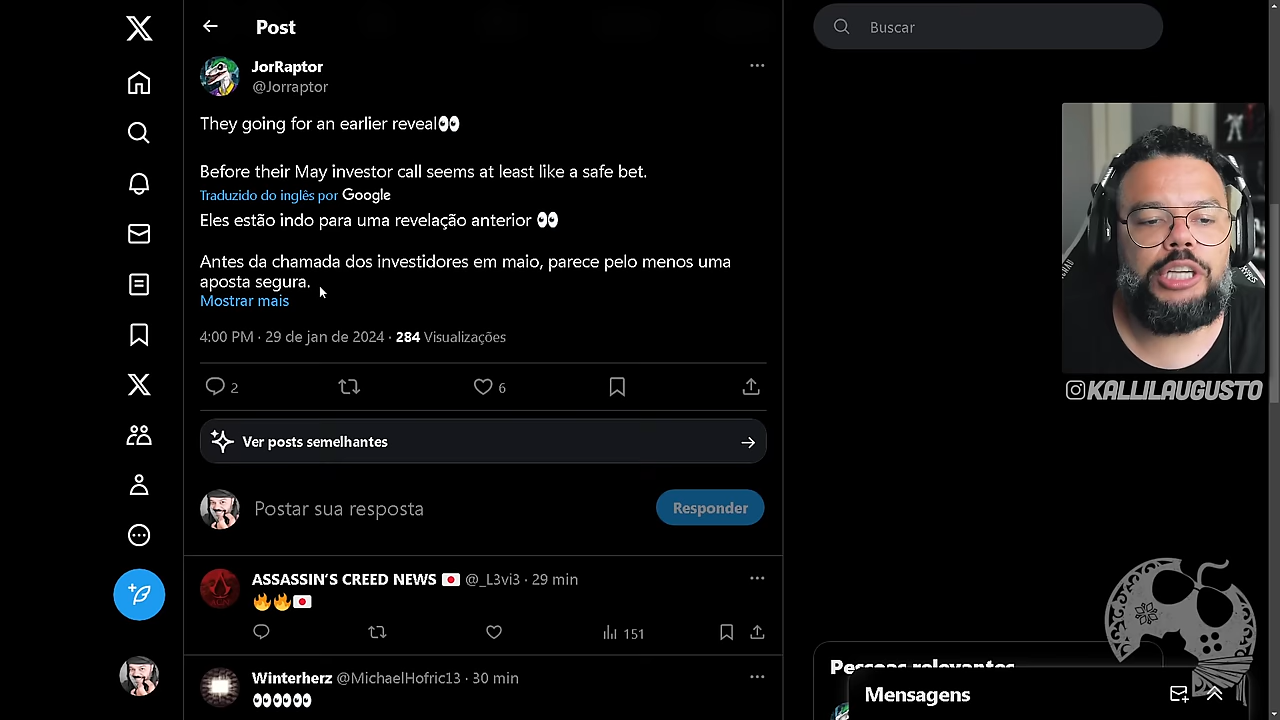 Post
Buscar
JorRaptor
@Jorraptor
They going for an earlier reveal👀
Before their May investor call seems at least like a safe bet.
Traduzido do inglês por Google
Eles estão indo para uma revelação anterior 👀
Antes da chamada dos investidores em maio, parece pelo menos uma
aposta segura.
Mostrar mais
4:00 PM · 29 de jan de 2024 · 284 Visualizações
2
6
Ver posts semelhantes
Postar sua resposta
Responder
KALLILAUGUSTO
ASSASSIN'S CREED NEWS 🇯🇵 @_L3vi3 · 29 min
🔥🔥🇯🇵
151
Winterherz @MichaelHofric13 · 30 min
👀👀👀
Pessoas relevantes
Mensagens